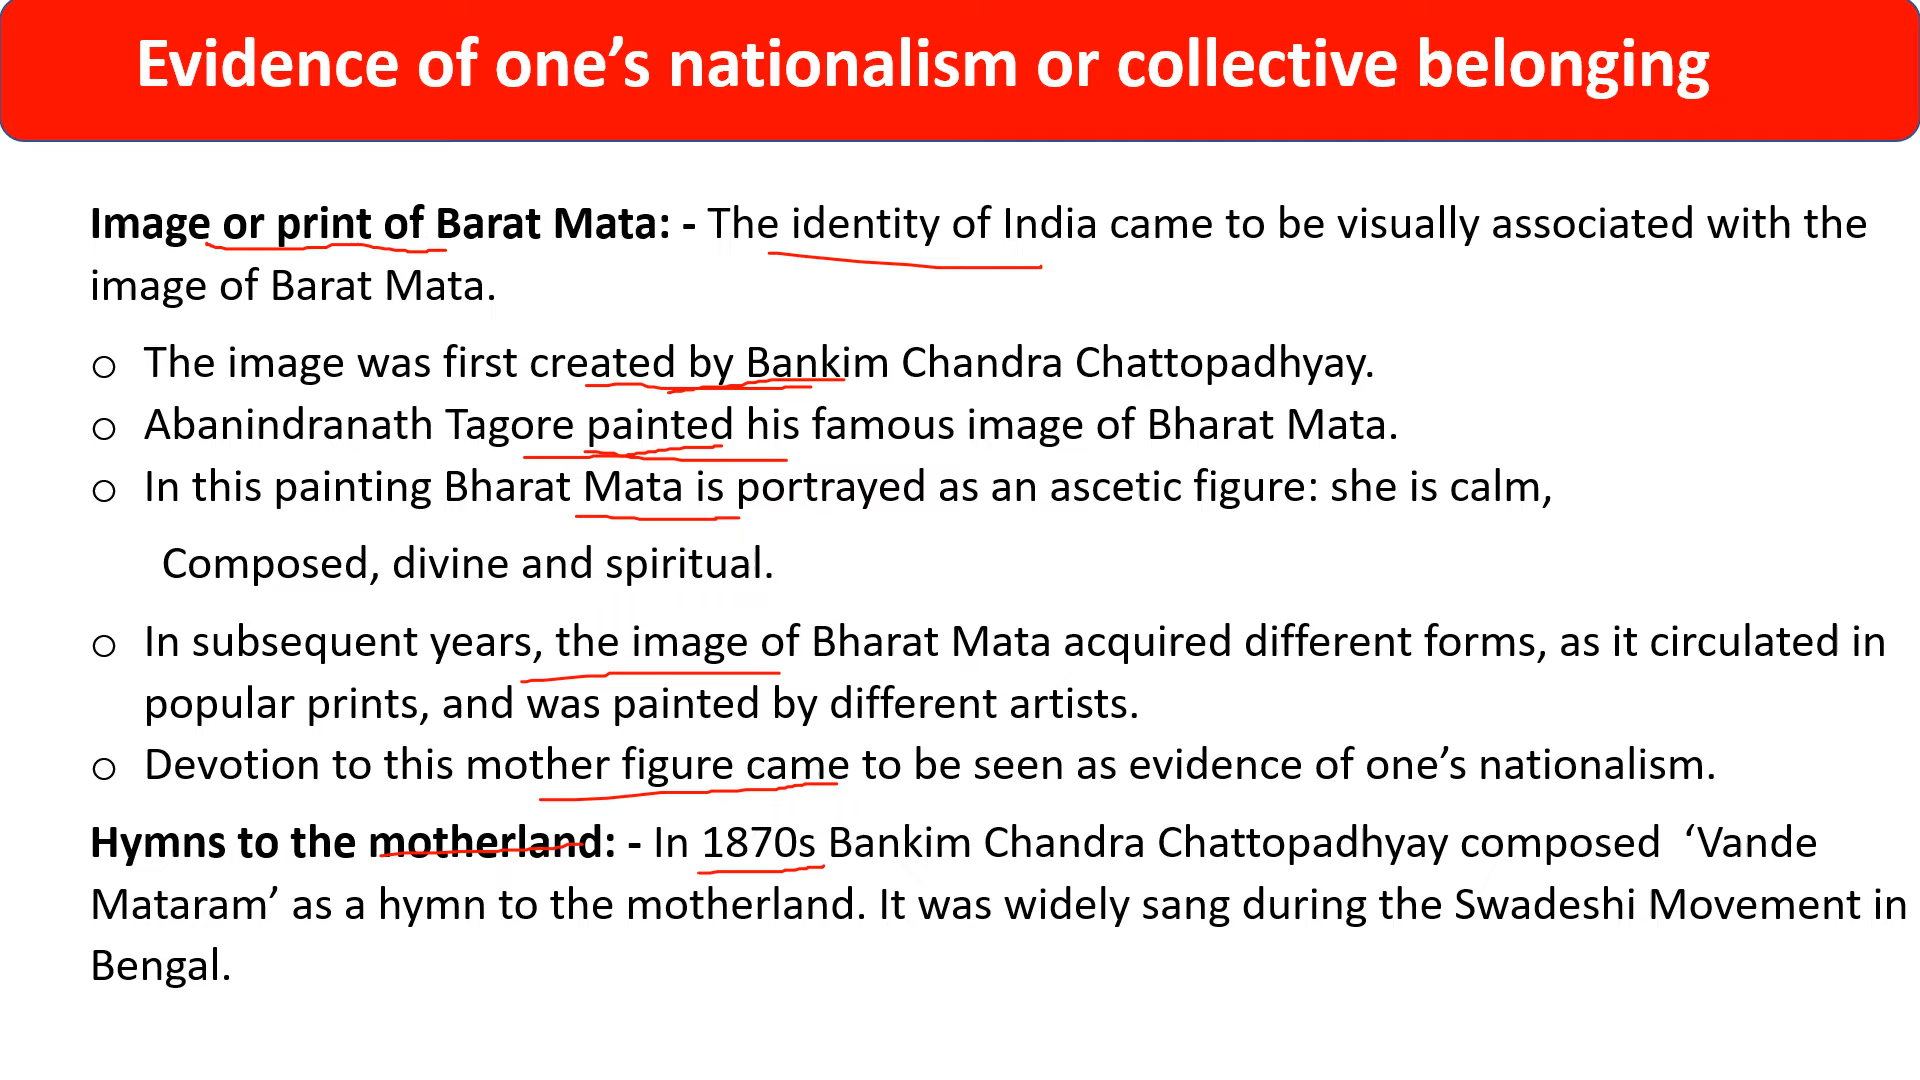 Evidence of one’s nationalism or collective belonging
Image or print of Barat Mata: - The identity of India came to be visually associated with the
image of Barat Mata.
o The image was first created by Bankim Chandra Chattopadhyay.
o Abanindranath Tagore painted his famous image of Bharat Mata.
o In this painting Bharat Mata is portrayed as an ascetic figure: she is calm,
Composed, divine and spiritual.
o In subsequent years, the image of Bharat Mata acquired different forms, as it circulated in
popular prints, and was painted by different artists.
o Devotion to this mother figure came to be seen as evidence of one’s nationalism.
Hymns to the motherland: - In 1870s Bankim Chandra Chattopadhyay composed ‘Vande
Mataram’ as a hymn to the motherland. It was widely sang during the Swadeshi Movement in
Bengal.